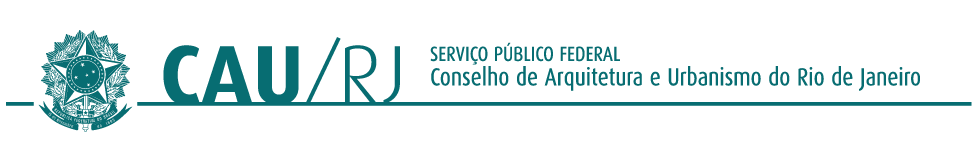 CAU/RJ
SERVIÇO PÚBLICO FEDERAL
Conselho de Arquitetura e Urbanismo do Rio de Janeiro